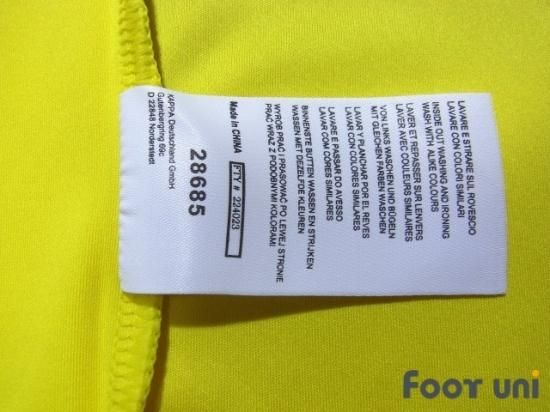 LAVARE E STIRARE SUL ROVESCIO
LAVARE CON COLORI SIMILARI
INSIDE OUT WASHING AND IRONING
WASH WITH ALIKE COLOURS
LAVER ET REPASSER SUR L'ENVERS
LAVER AVEC COULEURS SIMILAIRES
VON LINKS WASCHEN UND BÜGELN
MIT GLEICHEN FARBEN WASCHEN
LAVAR Y PLANCHAR POR EL REVES
LAVAR CON COLORES SIMILARES
LAVAR E PASSAR DO AVESSO
LAVAR COM CORES SIMILARES
BINNENSTE BUTTEN WASSEN EN STRIJKEN
WASSEN MET DEZELFDE KLEUREN
WYRÓB PRAĆ I PRASOWAĆ PO LEWEJ STRONIE
PRAĆ WRAZ Z PODOBNYMI KOLORAMI
Made in CHINA
FTY # 224023
28685
KAPPA Deutschland GmbH
Gutenbergring 69c
D 22848 Norderstedt
Foot Uni